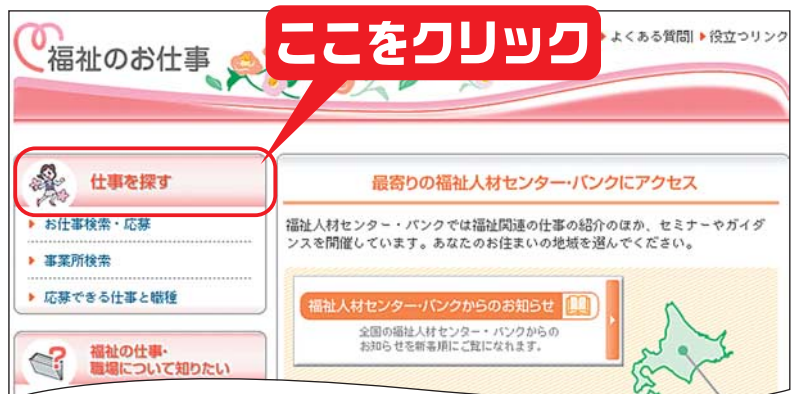 福祉のお仕事
ここをクリック
よくある質問
役立つリンク
仕事を探す
お仕事検索・応募
事業所検索
応募できる仕事と職種
福祉の仕事・
職場について知りたい
最寄りの福祉人材センター・バンクにアクセス
福祉人材センター・バンクでは福祉関連の仕事の紹介のほか、セミナーやガイダ
ンスを開催しています。あなたのお住まいの地域を選んでください。
福祉人材センター・バンクからのお知らせ
全国の福祉人材センター・バンクからの
お知らせを新着順にご覧になれます。